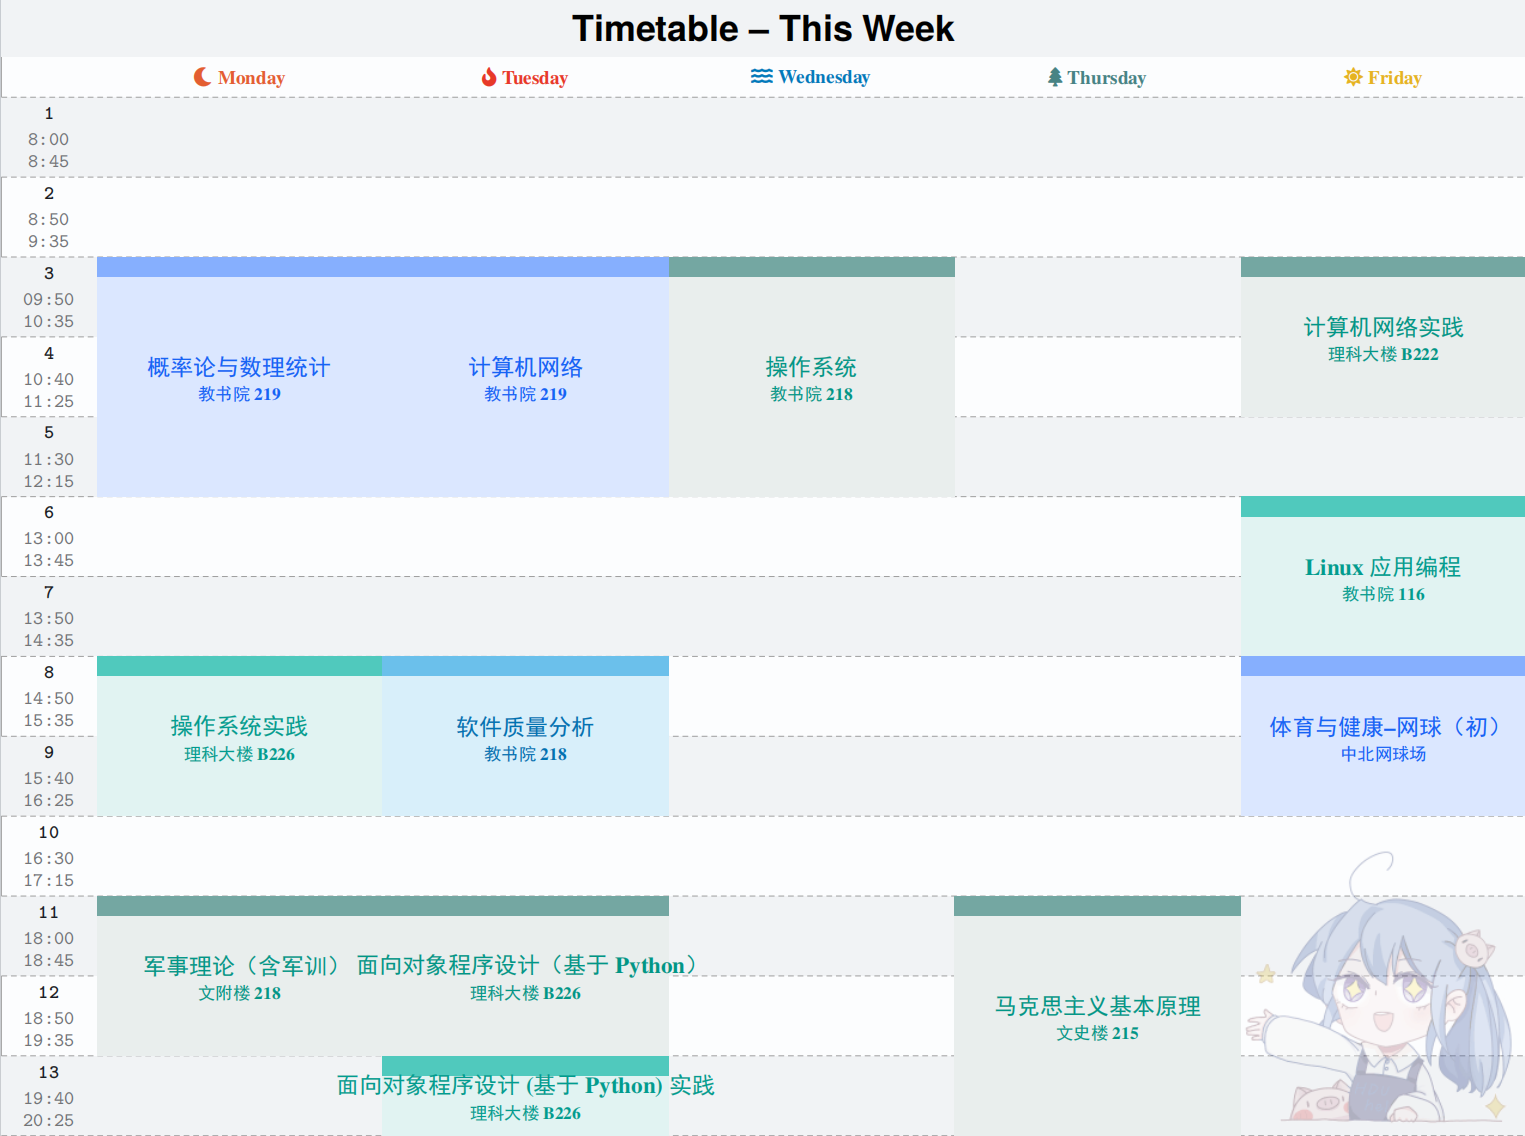 Timetable – This Week
Monday
Tuesday
Wednesday
Thursday
Friday
1
8:00
8:45
2
8:50
9:35
3
09:50
10:35
4
10:40
11:25
5
11:30
12:15
概率论与数理统计
教书院 219
计算机网络
教书院 219
操作系统
教书院 218
计算机网络实践
理科大楼 B222
6
13:00
13:45
7
13:50
14:35
Linux 应用编程
教书院 116
8
14:50
15:35
9
15:40
16:25
操作系统实践
理科大楼 B226
软件质量分析
教书院 218
体育与健康–网球（初）
中北网球场
10
16:30
17:15
11
18:00
18:45
12
18:50
19:35
13
19:40
20:25
军事理论（含军训）
文附楼 218
面向对象程序设计（基于 Python）
理科大楼 B226
马克思主义基本原理
文史楼 215
面向对象程序设计 (基于 Python) 实践
理科大楼 B226